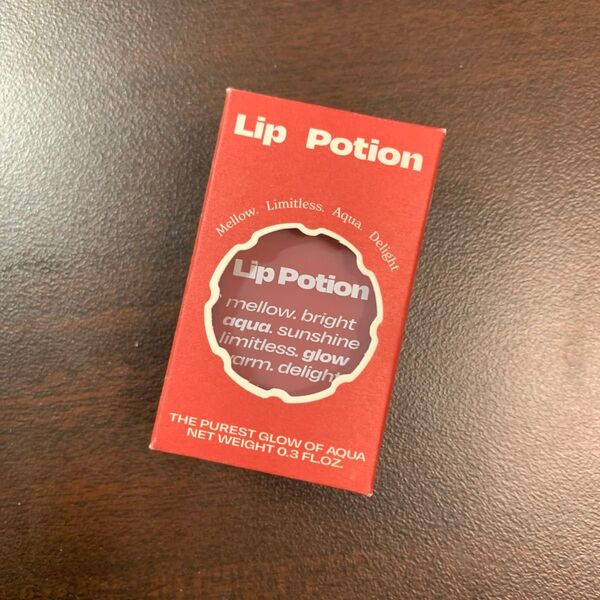 Lip Potion
Mellow. Limitless. Aqua. Delight
Lip Potion
mellow. bright
aqua. sunshine
limitless. glow
delight
THE PUREST GLOW OF AQUA
NET WEIGHT 0.3 FL.OZ.